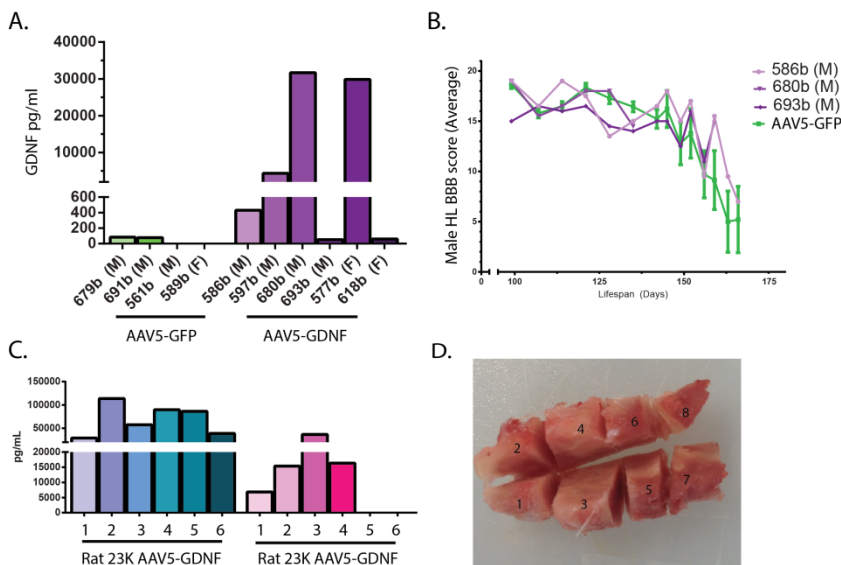 A.
GDNF pg/ml
40000
30000
20000
10000
600
400
200
0
679b (M)
691b (M)
561b (M)
589b (F)
586b (M)
597b (M)
680b (M)
693b (M)
577b (F)
618b (F)
AAV5-GFP
AAV5-GDNF
B.
Male HL BBB score (Average)
20
15
10
5
0
0
100
125
150
175
Lifespan (Days)
586b (M)
680b (M)
693b (M)
AAV5-GFP
C.
pg/mL
150000
100000
50000
20000
15000
10000
5000
0
1 2 3 4 5 6
1 2 3 4 5 6
Rat 23K AAV5-GDNF
Rat 23K AAV5-GDNF
D.
2
4
6
8
1
3
5
7